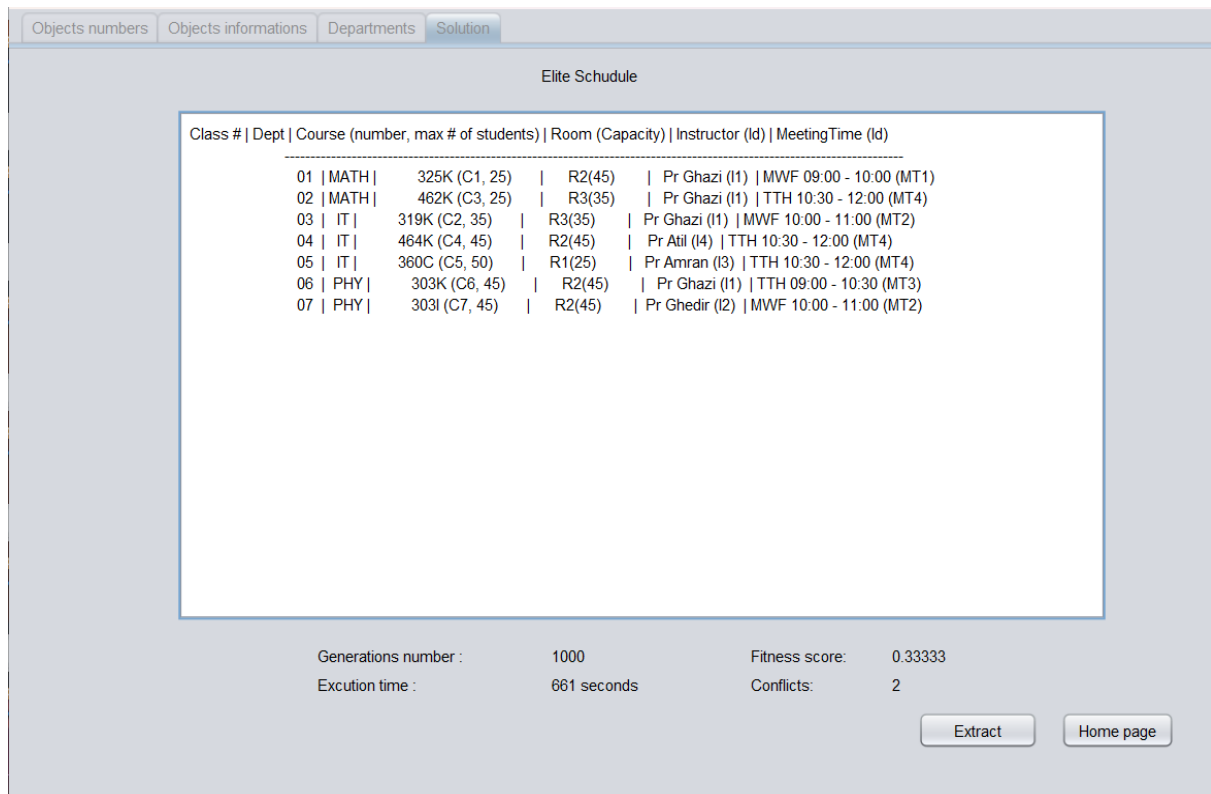 Objects numbers Objects informations Departments Solution
Elite Schudule
Class # | Dept | Course (number, max # of students) | Room (Capacity) | Instructor (Id) | MeetingTime (Id)
------------------------------------------------------------------------------------------------------------------------
01 | MATH | 325K (C1, 25) | R2(45) | Pr Ghazi (I1) | MWF 09:00 - 10:00 (MT1)
02 | MATH | 462K (C3, 25) | R3(35) | Pr Ghazi (I1) | TTH 10:30 - 12:00 (MT4)
03 | IT | 319K (C2, 35) | R3(35) | Pr Ghazi (I1) | MWF 10:00 - 11:00 (MT2)
04 | IT | 464K (C4, 45) | R2(45) | Pr Atil (I4) | TTH 10:30 - 12:00 (MT4)
05 | IT | 360C (C5, 50) | R1(25) | Pr Amran (I3) | TTH 10:30 - 12:00 (MT4)
06 | PHY | 303K (C6, 45) | R2(45) | Pr Ghazi (I1) | TTH 09:00 - 10:30 (MT3)
07 | PHY | 303I (C7, 45) | R2(45) | Pr Ghedir (I2) | MWF 10:00 - 11:00 (MT2)
Generations number : 1000 Fitness score: 0.33333
Excution time : 661 seconds Conflicts: 2
Extract Home page